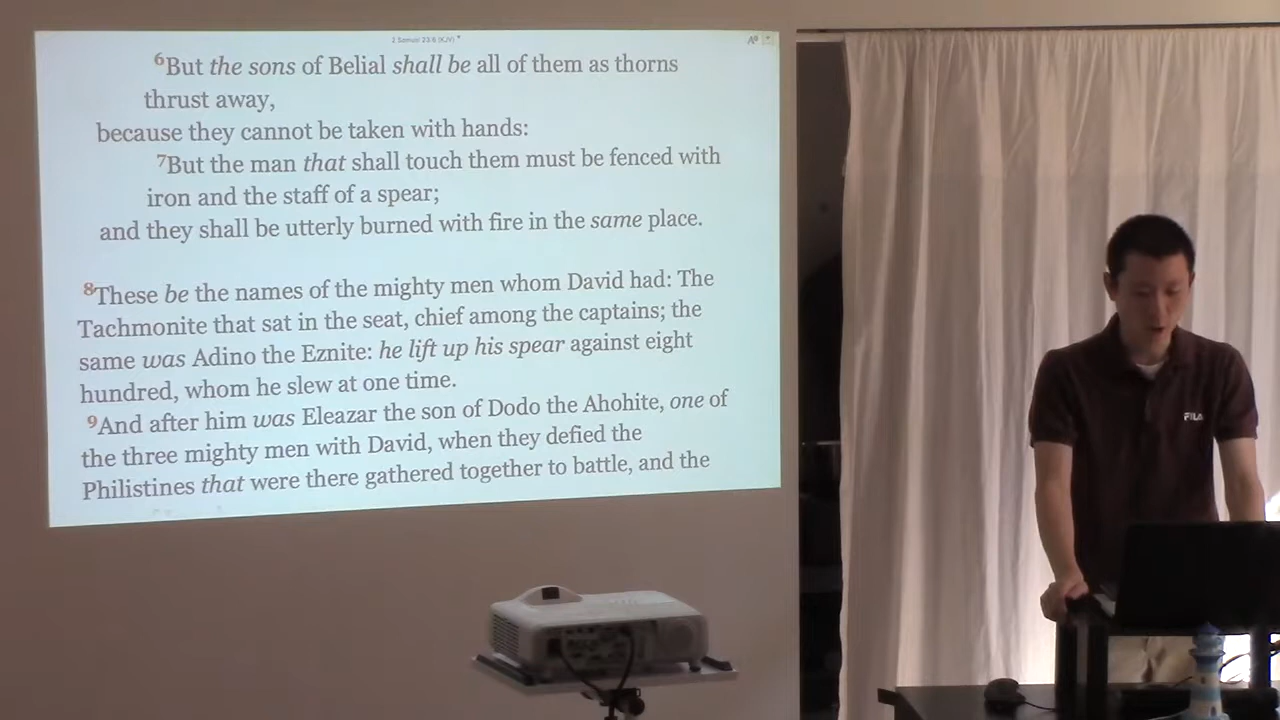 2 Samuel 23:6 (KJV)
6But the sons of Belial shall be all of them as thorns
thrust away,
because they cannot be taken with hands:
7But the man that shall touch them must be fenced with
iron and the staff of a spear;
and they shall be utterly burned with fire in the same place.
8These be the names of the mighty men whom David had: The
Tachmonite that sat in the seat, chief among the captains; the
same was Adino the Eznite: he lift up his spear against eight
hundred, whom he slew at one time.
9And after him was Eleazar the son of Dodo the Ahohite, one of
the three mighty men with David, when they defied the
Philistines that were there gathered together to battle, and the
FILA